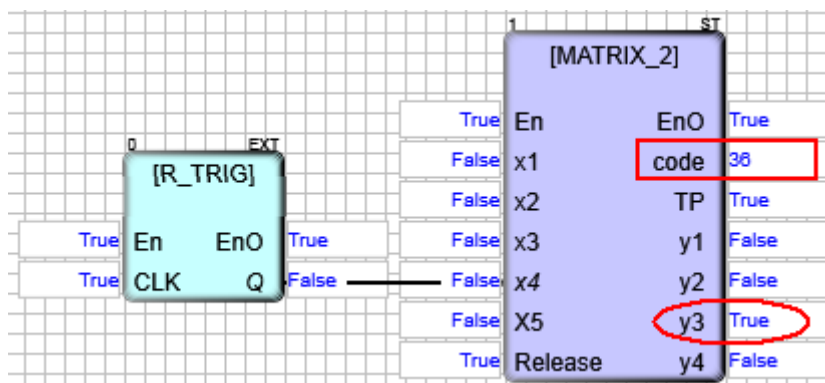 1 ST
[MATRIX_2]
True En EnO True
0 EXT
False x1 code 36
[R_TRIG]
False x2 TP True
True En EnO True
False x3 y1 False
True CLK Q False
False x4 y2 False
False X5 y3 True
True Release y4 False